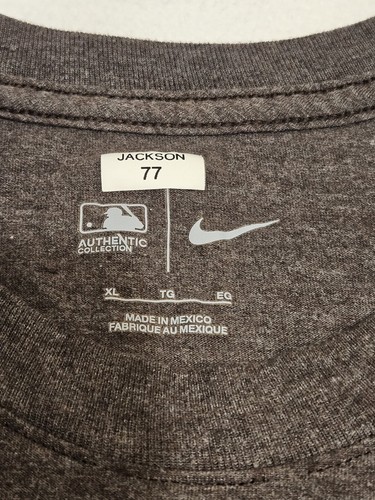 JACKSON
77
AUTHENTIC
COLLECTION
XL TG EG
MADE IN MEXICO
FABRIQUE AU MEXIQUE